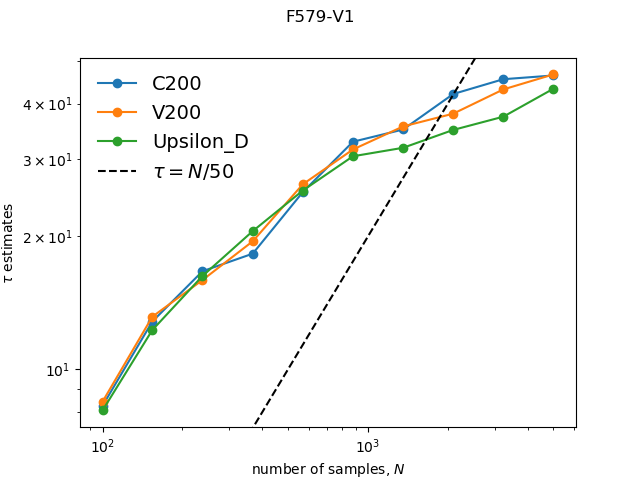 F579-V1
C200
V200
Upsilon_D
τ = N/50
4 × 10¹
3 × 10¹
2 × 10¹
10¹
τ estimates
10²
10³
number of samples, N